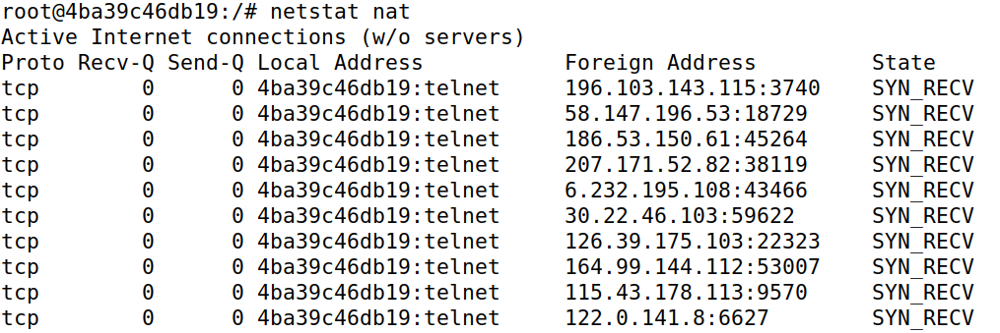 root@4ba39c46db19:/# netstat nat
Active Internet connections (w/o servers)
Proto Recv-Q Send-Q Local Address           Foreign Address         State
tcp        0      0 4ba39c46db19:telnet     196.103.143.115:3740    SYN_RECV
tcp        0      0 4ba39c46db19:telnet     58.147.196.53:18729     SYN_RECV
tcp        0      0 4ba39c46db19:telnet     186.53.150.61:45264     SYN_RECV
tcp        0      0 4ba39c46db19:telnet     207.171.52.82:38119     SYN_RECV
tcp        0      0 4ba39c46db19:telnet     6.232.195.108:43466     SYN_RECV
tcp        0      0 4ba39c46db19:telnet     30.22.46.103:59622      SYN_RECV
tcp        0      0 4ba39c46db19:telnet     126.39.175.103:22323    SYN_RECV
tcp        0      0 4ba39c46db19:telnet     164.99.144.112:53007    SYN_RECV
tcp        0      0 4ba39c46db19:telnet     115.43.178.113:9570     SYN_RECV
tcp        0      0 4ba39c46db19:telnet     122.0.141.8:6627        SYN_RECV